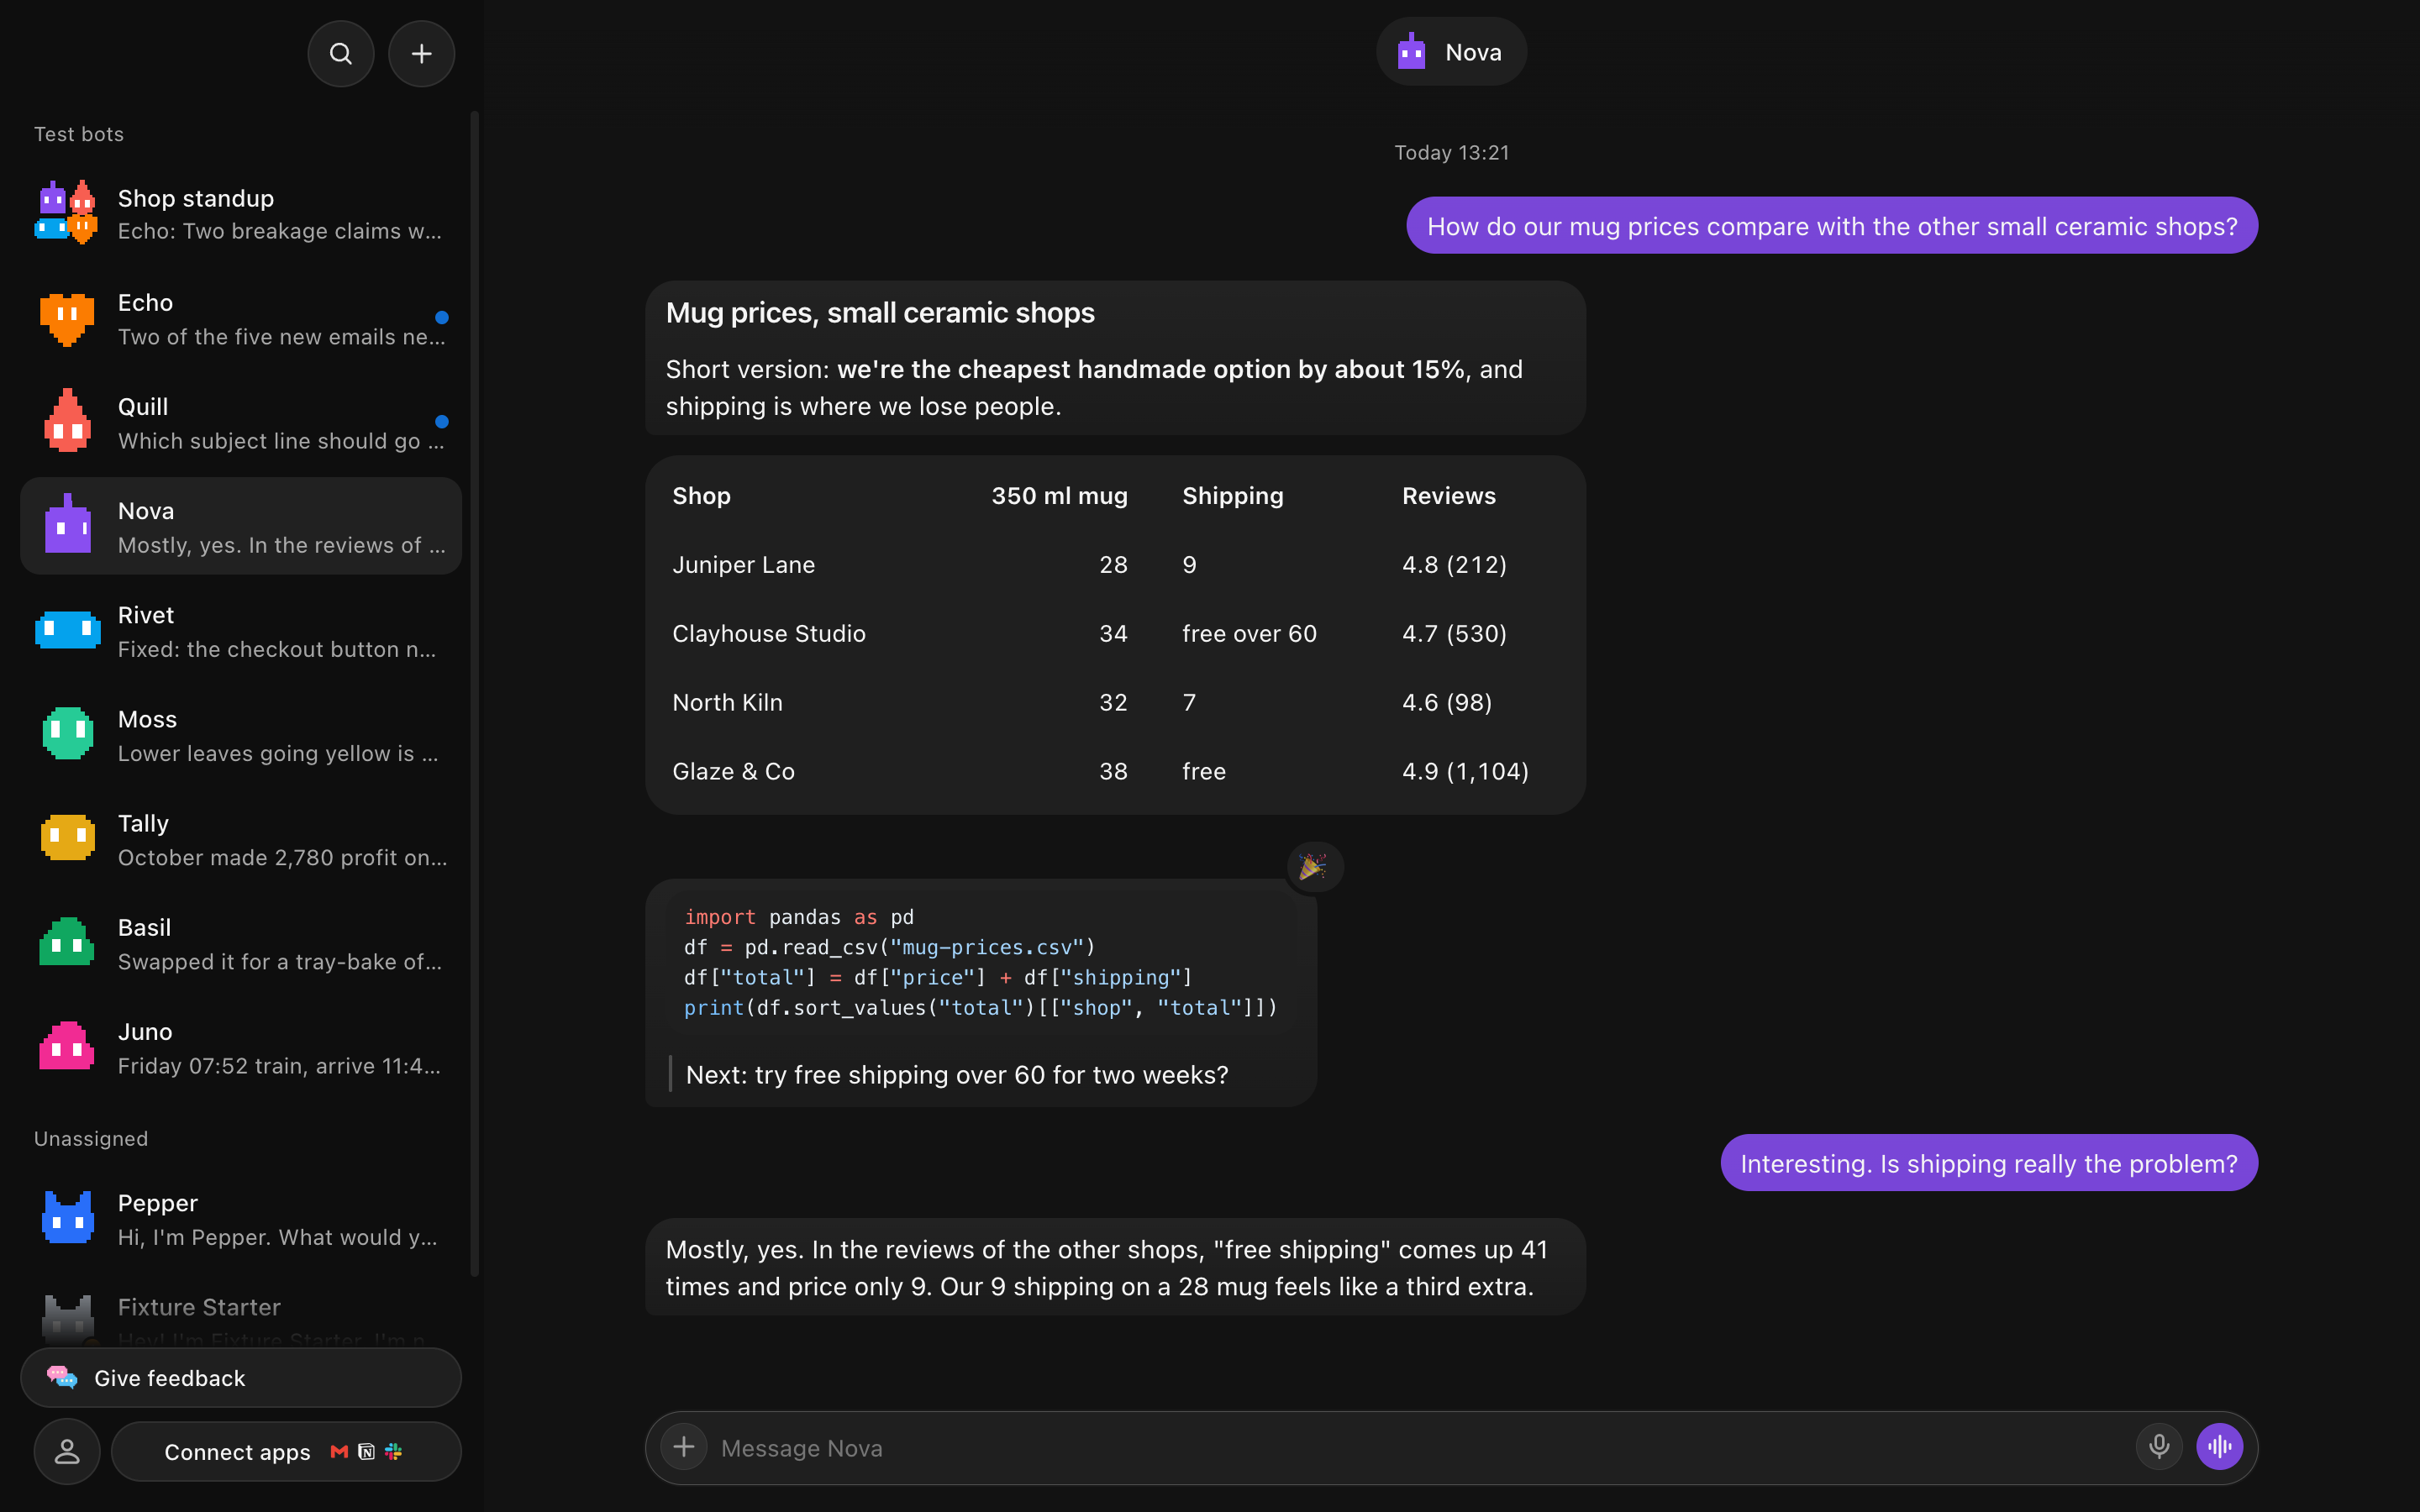 Test bots
Shop standup
Echo: Two breakage claims w...
Echo
Two of the five new emails ne...
Quill
Which subject line should go ...
Nova
Mostly, yes. In the reviews of ...
Rivet
Fixed: the checkout button n...
Moss
Lower leaves going yellow is ...
Tally
October made 2,780 profit on...
Basil
Swapped it for a tray-bake of...
Juno
Friday 07:52 train, arrive 11:4...
Unassigned
Pepper
Hi, I'm Pepper. What would y...
Fixture Starter
Hey! I'm Fixture Starter. I'm n
Give feedback
Connect apps
Nova
Today 13:21
How do our mug prices compare with the other small ceramic shops?
Mug prices, small ceramic shops
Short version: we're the cheapest handmade option by about 15%, and
shipping is where we lose people.
Shop 350 ml mug Shipping Reviews
Juniper Lane 28 9 4.8 (212)
Clayhouse Studio 34 free over 60 4.7 (530)
North Kiln 32 7 4.6 (98)
Glaze & Co 38 free 4.9 (1,104)
import pandas as pd
df = pd.read_csv("mug-prices.csv")
df["total"] = df["price"] + df["shipping"]
print(df.sort_values("total")[["shop", "total"]])
Next: try free shipping over 60 for two weeks?
Interesting. Is shipping really the problem?
Mostly, yes. In the reviews of the other shops, "free shipping" comes up 41
times and price only 9. Our 9 shipping on a 28 mug feels like a third extra.
Message Nova